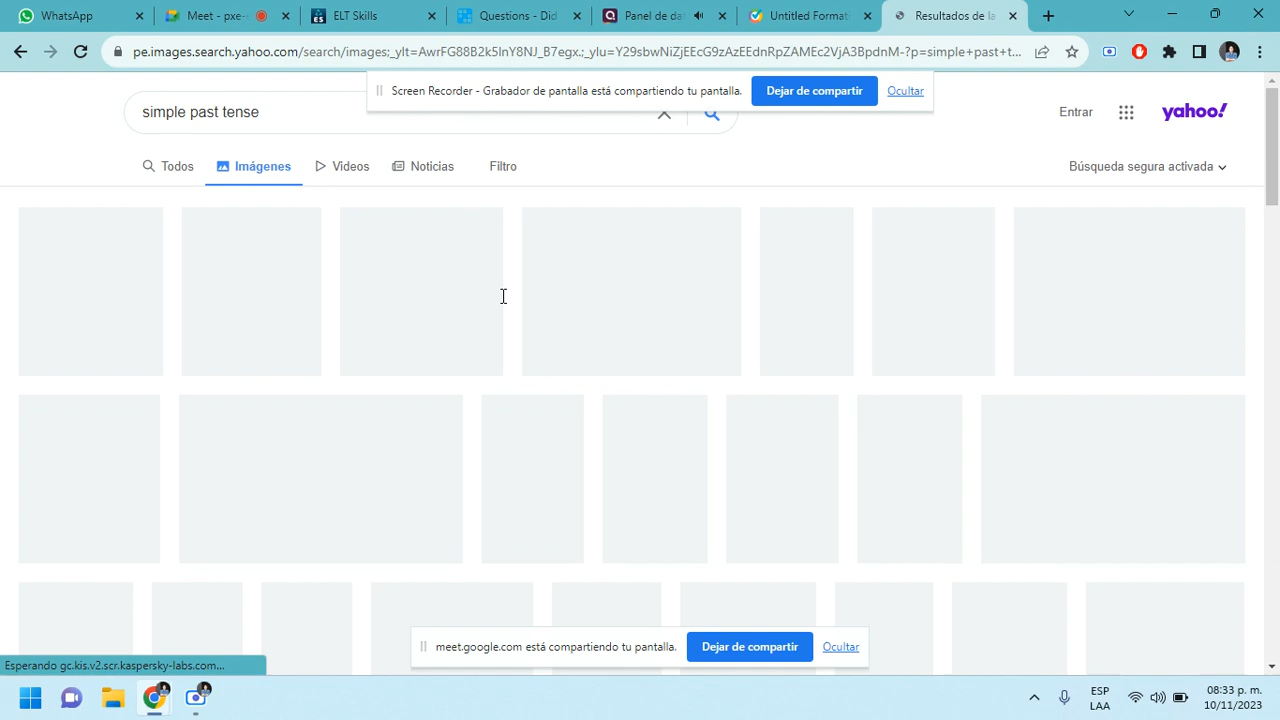 WhatsApp
Meet - pxe-
ELT Skills
Questions - Did
Panel de da
Untitled Format
Resultados de la
pe.images.search.yahoo.com/search/images;_ylt=AwrFG88B2k5lnY8NJ_B7egx.;_ylu=Y29sbwNiZjEEcG9zAzEEdnRpZAMEc2VjA3BpdnM-?p=simple+past+t...
Screen Recorder - Grabador de pantalla está compartiendo tu pantalla.
Dejar de compartir
Ocultar
simple past tense
Entrar
yahoo!
Todos
Imágenes
Videos
Noticias
Filtro
Búsqueda segura activada
meet.google.com está compartiendo tu pantalla.
Dejar de compartir
Ocultar
Esperando gc.kis.v2.scr.kaspersky-labs.com...
ESP
LAA
08:33 p. m.
10/11/2023